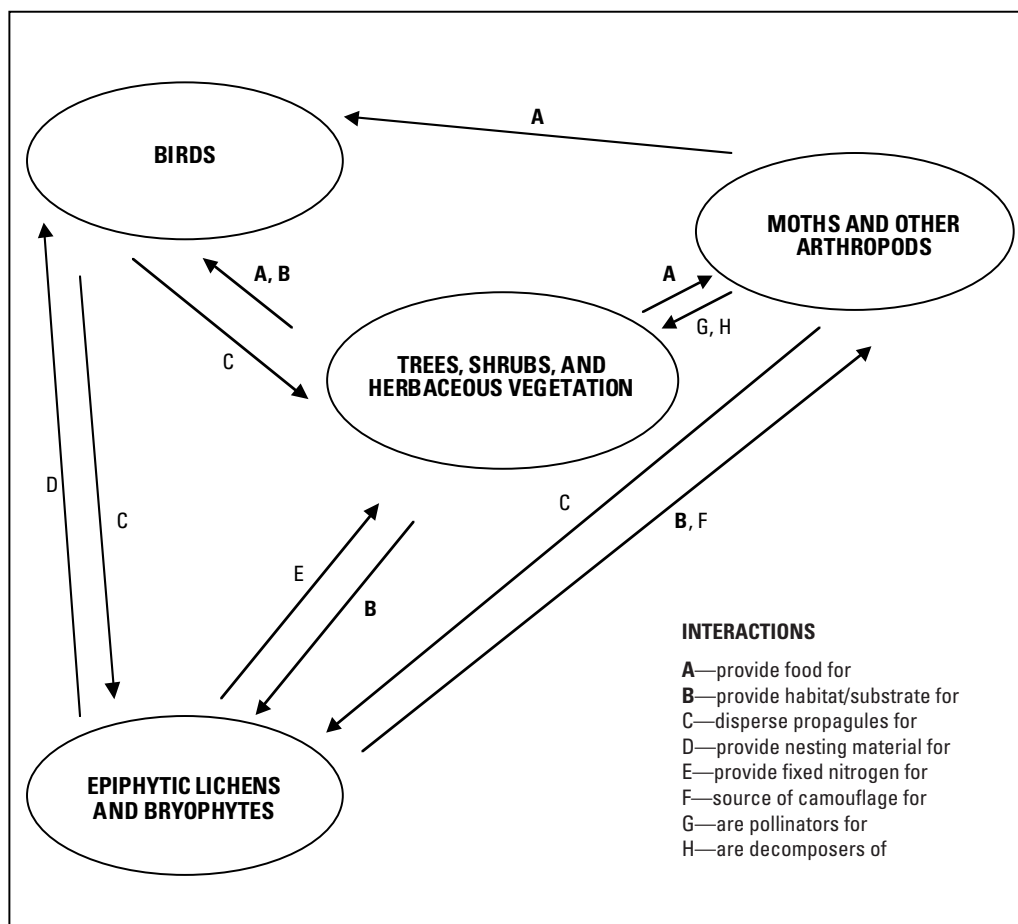 A
BIRDS
MOTHS AND OTHER
ARTHROPODS
A, B
A
G, H
C
TREES, SHRUBS, AND
HERBACEOUS VEGETATION
D
C
C
B, F
E
B
EPIPHYTIC LICHENS
AND BRYOPHYTES
INTERACTIONS
A—provide food for
B—provide habitat/substrate for
C—disperse propagules for
D—provide nesting material for
E—provide fixed nitrogen for
F—source of camouflage for
G—are pollinators for
H—are decomposers of